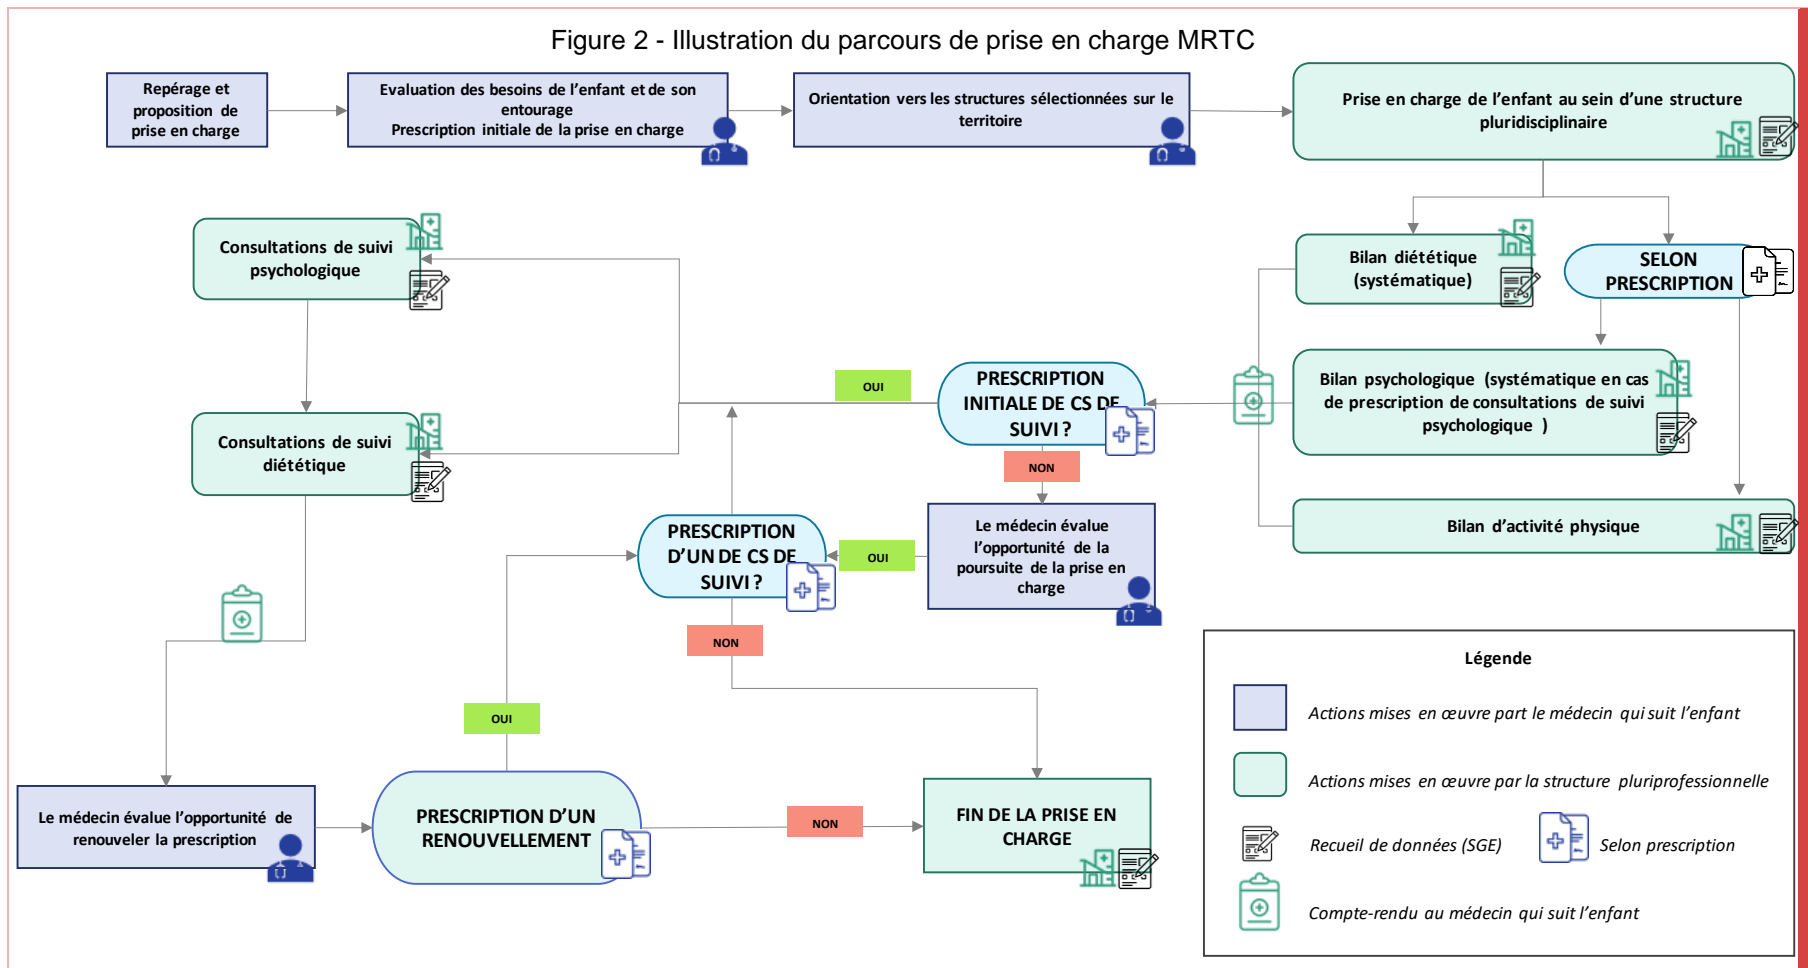 Figure 2 - Illustration du parcours de prise en charge MRTC
Repérage et
proposition de
prise en charge
Evaluation des besoins de l'enfant et de son
entourage
Prescription initiale de la prise en charge
Orientation vers les structures sélectionnées sur le
territoire
Prise en charge de l'enfant au sein d'une structure
pluridisciplinaire
Consultations de suivi
psychologique
Bilan diététique
(systématique)
SELON
PRESCRIPTION
Bilan psychologique (systématique en cas
de prescription de consultations de suivi
psychologique )
PRESCRIPTION
INITIALE DE CS DE
SUIVI ?
OUI
Consultations de suivi
diététique
NON
Bilan d'activité physique
Le médecin évalue
l'opportunité de la
poursuite de la prise en
charge
OUI
PRESCRIPTION
D'UN DE CS DE
SUIVI ?
NON
OUI
Le médecin évalue l'opportunité de
renouveler la prescription
PRESCRIPTION D'UN
RENOUVELLEMENT
NON
FIN DE LA PRISE EN
CHARGE
Légende
Actions mises en œuvre part le médecin qui suit l'enfant
Actions mises en œuvre par la structure pluriprofessionnelle
Recueil de données (SGE)
Selon prescription
Compte-rendu au médecin qui suit l'enfant